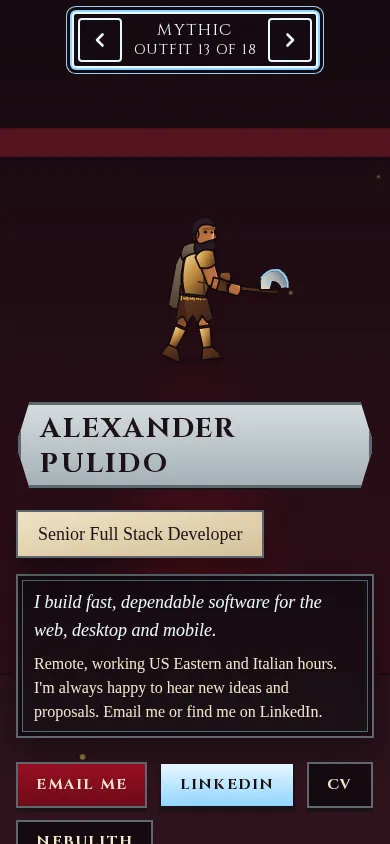 MYTHIC
OUTFIT 13 OF 18
ALEXANDER
PULIDO
Senior Full Stack Developer
I build fast, dependable software for the
web, desktop and mobile.
Remote, working US Eastern and Italian hours.
I'm always happy to hear new ideas and
proposals. Email me or find me on LinkedIn.
EMAIL ME
LINKEDIN
CV
NEBULITH